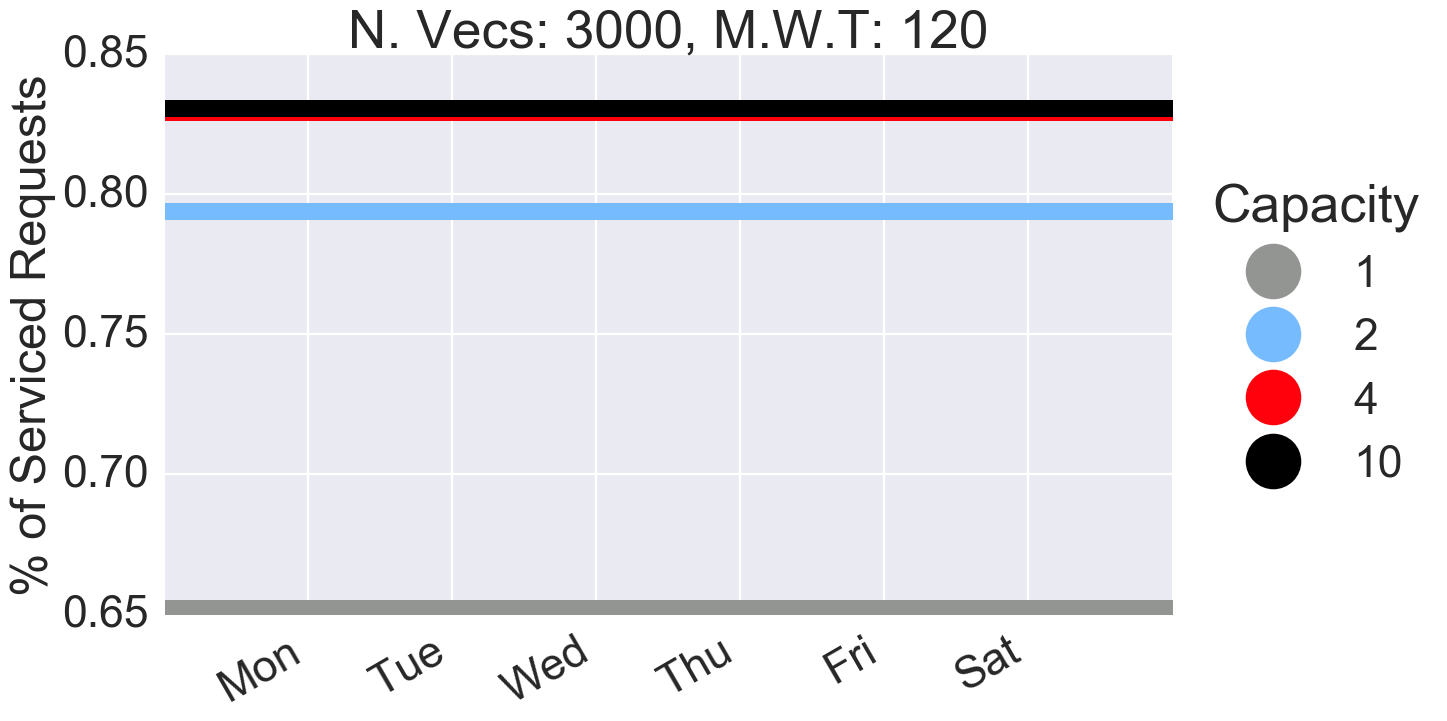 N. Vecs: 3000, M.W.T: 120
% of Serviced Requests
0.85
0.80
0.75
0.70
0.65
Mon
Tue
Wed
Thu
Fri
Sat
Capacity
1
2
4
10